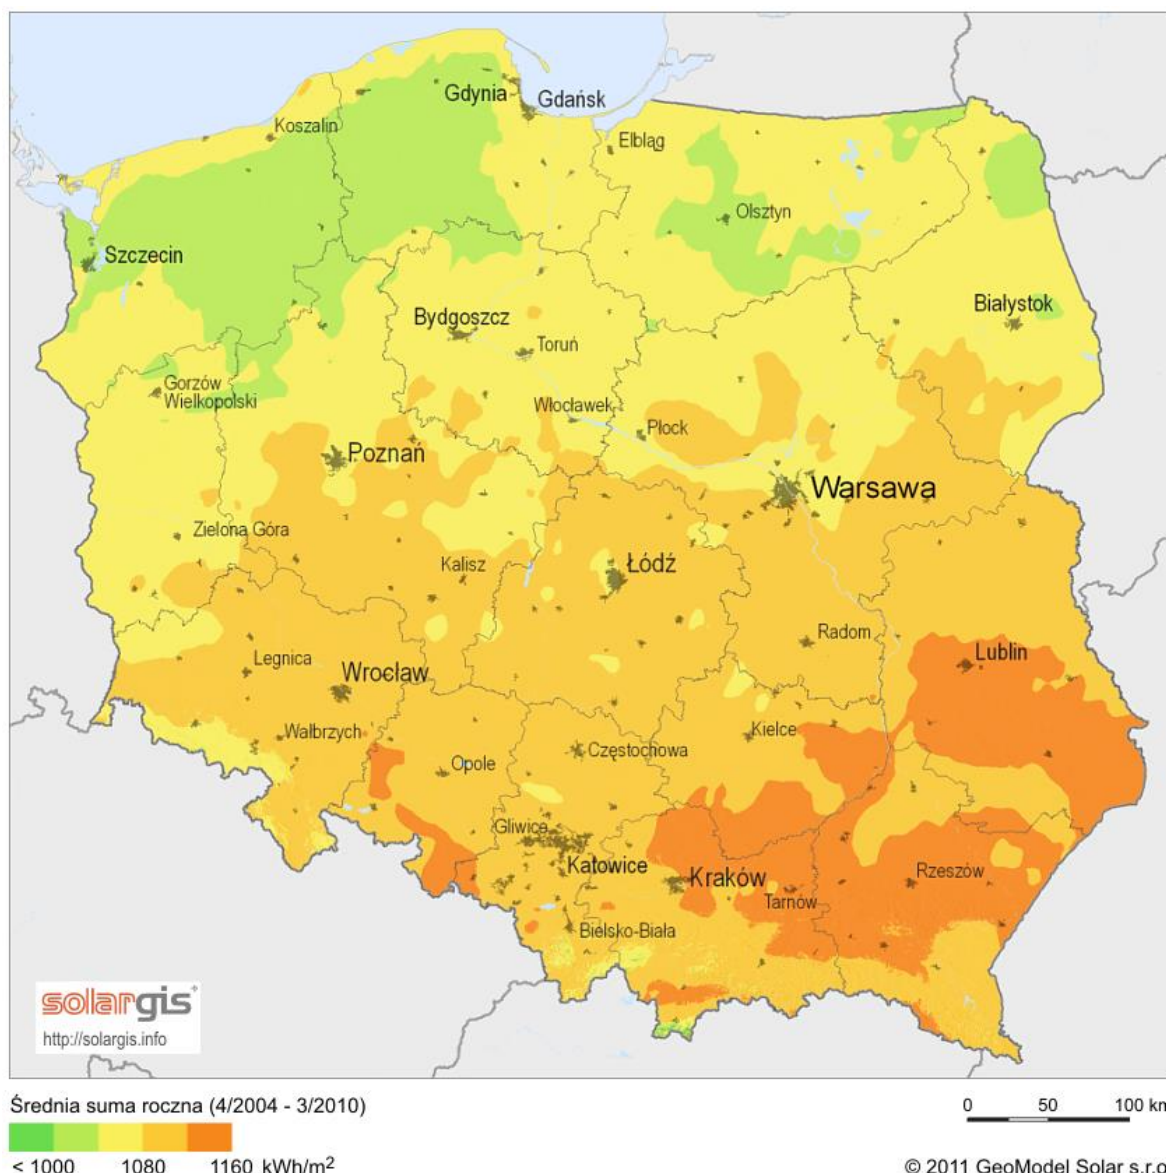 Gdynia
Gdańsk
Koszalin
Elbląg
Olsztyn
Szczecin
Białystok
Bydgoszcz
Toruń
Gorzów
Wielkopolski
Włocławek
Płock
Poznań
Warsawa
Zielona Góra
Kalisz
Łódź
Radom
Lublin
Legnica
Wrocław
Wałbrzych
Kielce
Częstochowa
Opole
Gliwice
Katowice
Kraków
Tarnów
Rzeszów
Bielsko-Biała
solargis
http://solargis.info
Średnia suma roczna (4/2004 - 3/2010)
0 50 100 km
< 1000 1080 1160 kWh/m²
© 2011 GeoModel Solar s.r.o